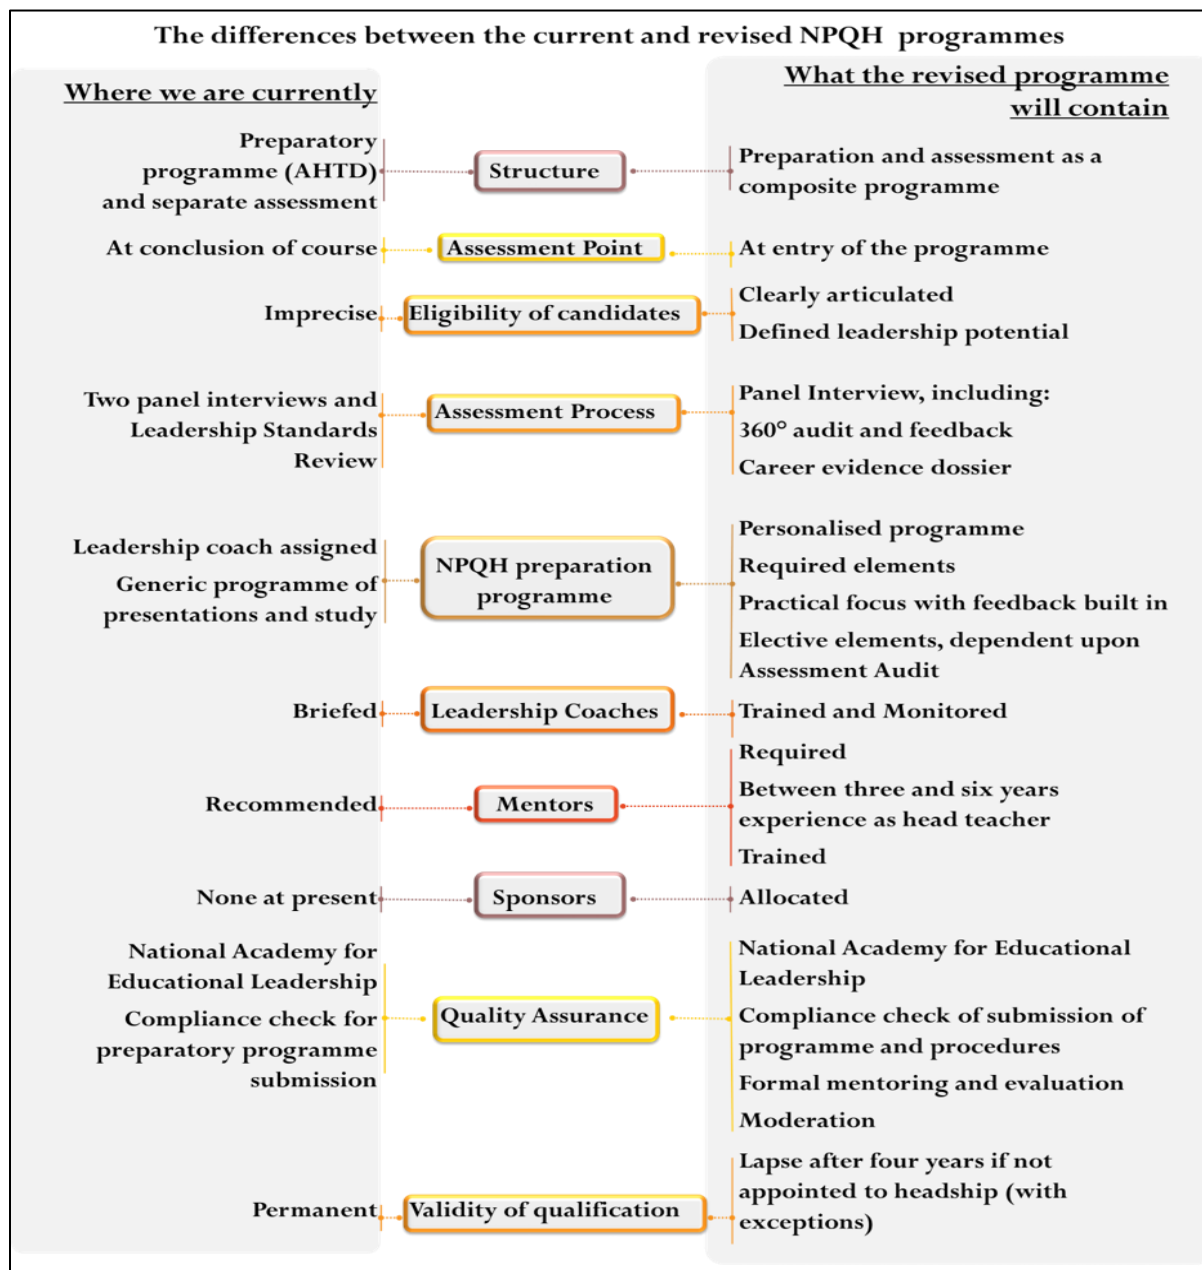 The differences between the current and revised NPQH programmes
Where we are currently
What the revised programme
will contain
Preparatory
programme (AHTD)
and separate assessment
Structure
Preparation and assessment as a
composite programme
At conclusion of course
Assessment Point
At entry of the programme
Imprecise
Eligibility of candidates
Clearly articulated
Defined leadership potential
Two panel interviews and
Leadership Standards
Review
Assessment Process
Panel Interview, including:
360° audit and feedback
Career evidence dossier
Leadership coach assigned
Generic programme of
presentations and study
NPQH preparation
programme
Personalised programme
Required elements
Practical focus with feedback built in
Elective elements, dependent upon
Assessment Audit
Briefed
Leadership Coaches
Trained and Monitored
Recommended
Mentors
Required
Between three and six years
experience as head teacher
Trained
None at present
Sponsors
Allocated
National Academy for
Educational Leadership
Compliance check for
preparatory programme
submission
Quality Assurance
National Academy for Educational
Leadership
Compliance check of submission of
programme and procedures
Formal mentoring and evaluation
Moderation
Permanent
Validity of qualification
Lapse after four years if not
appointed to headship (with
exceptions)